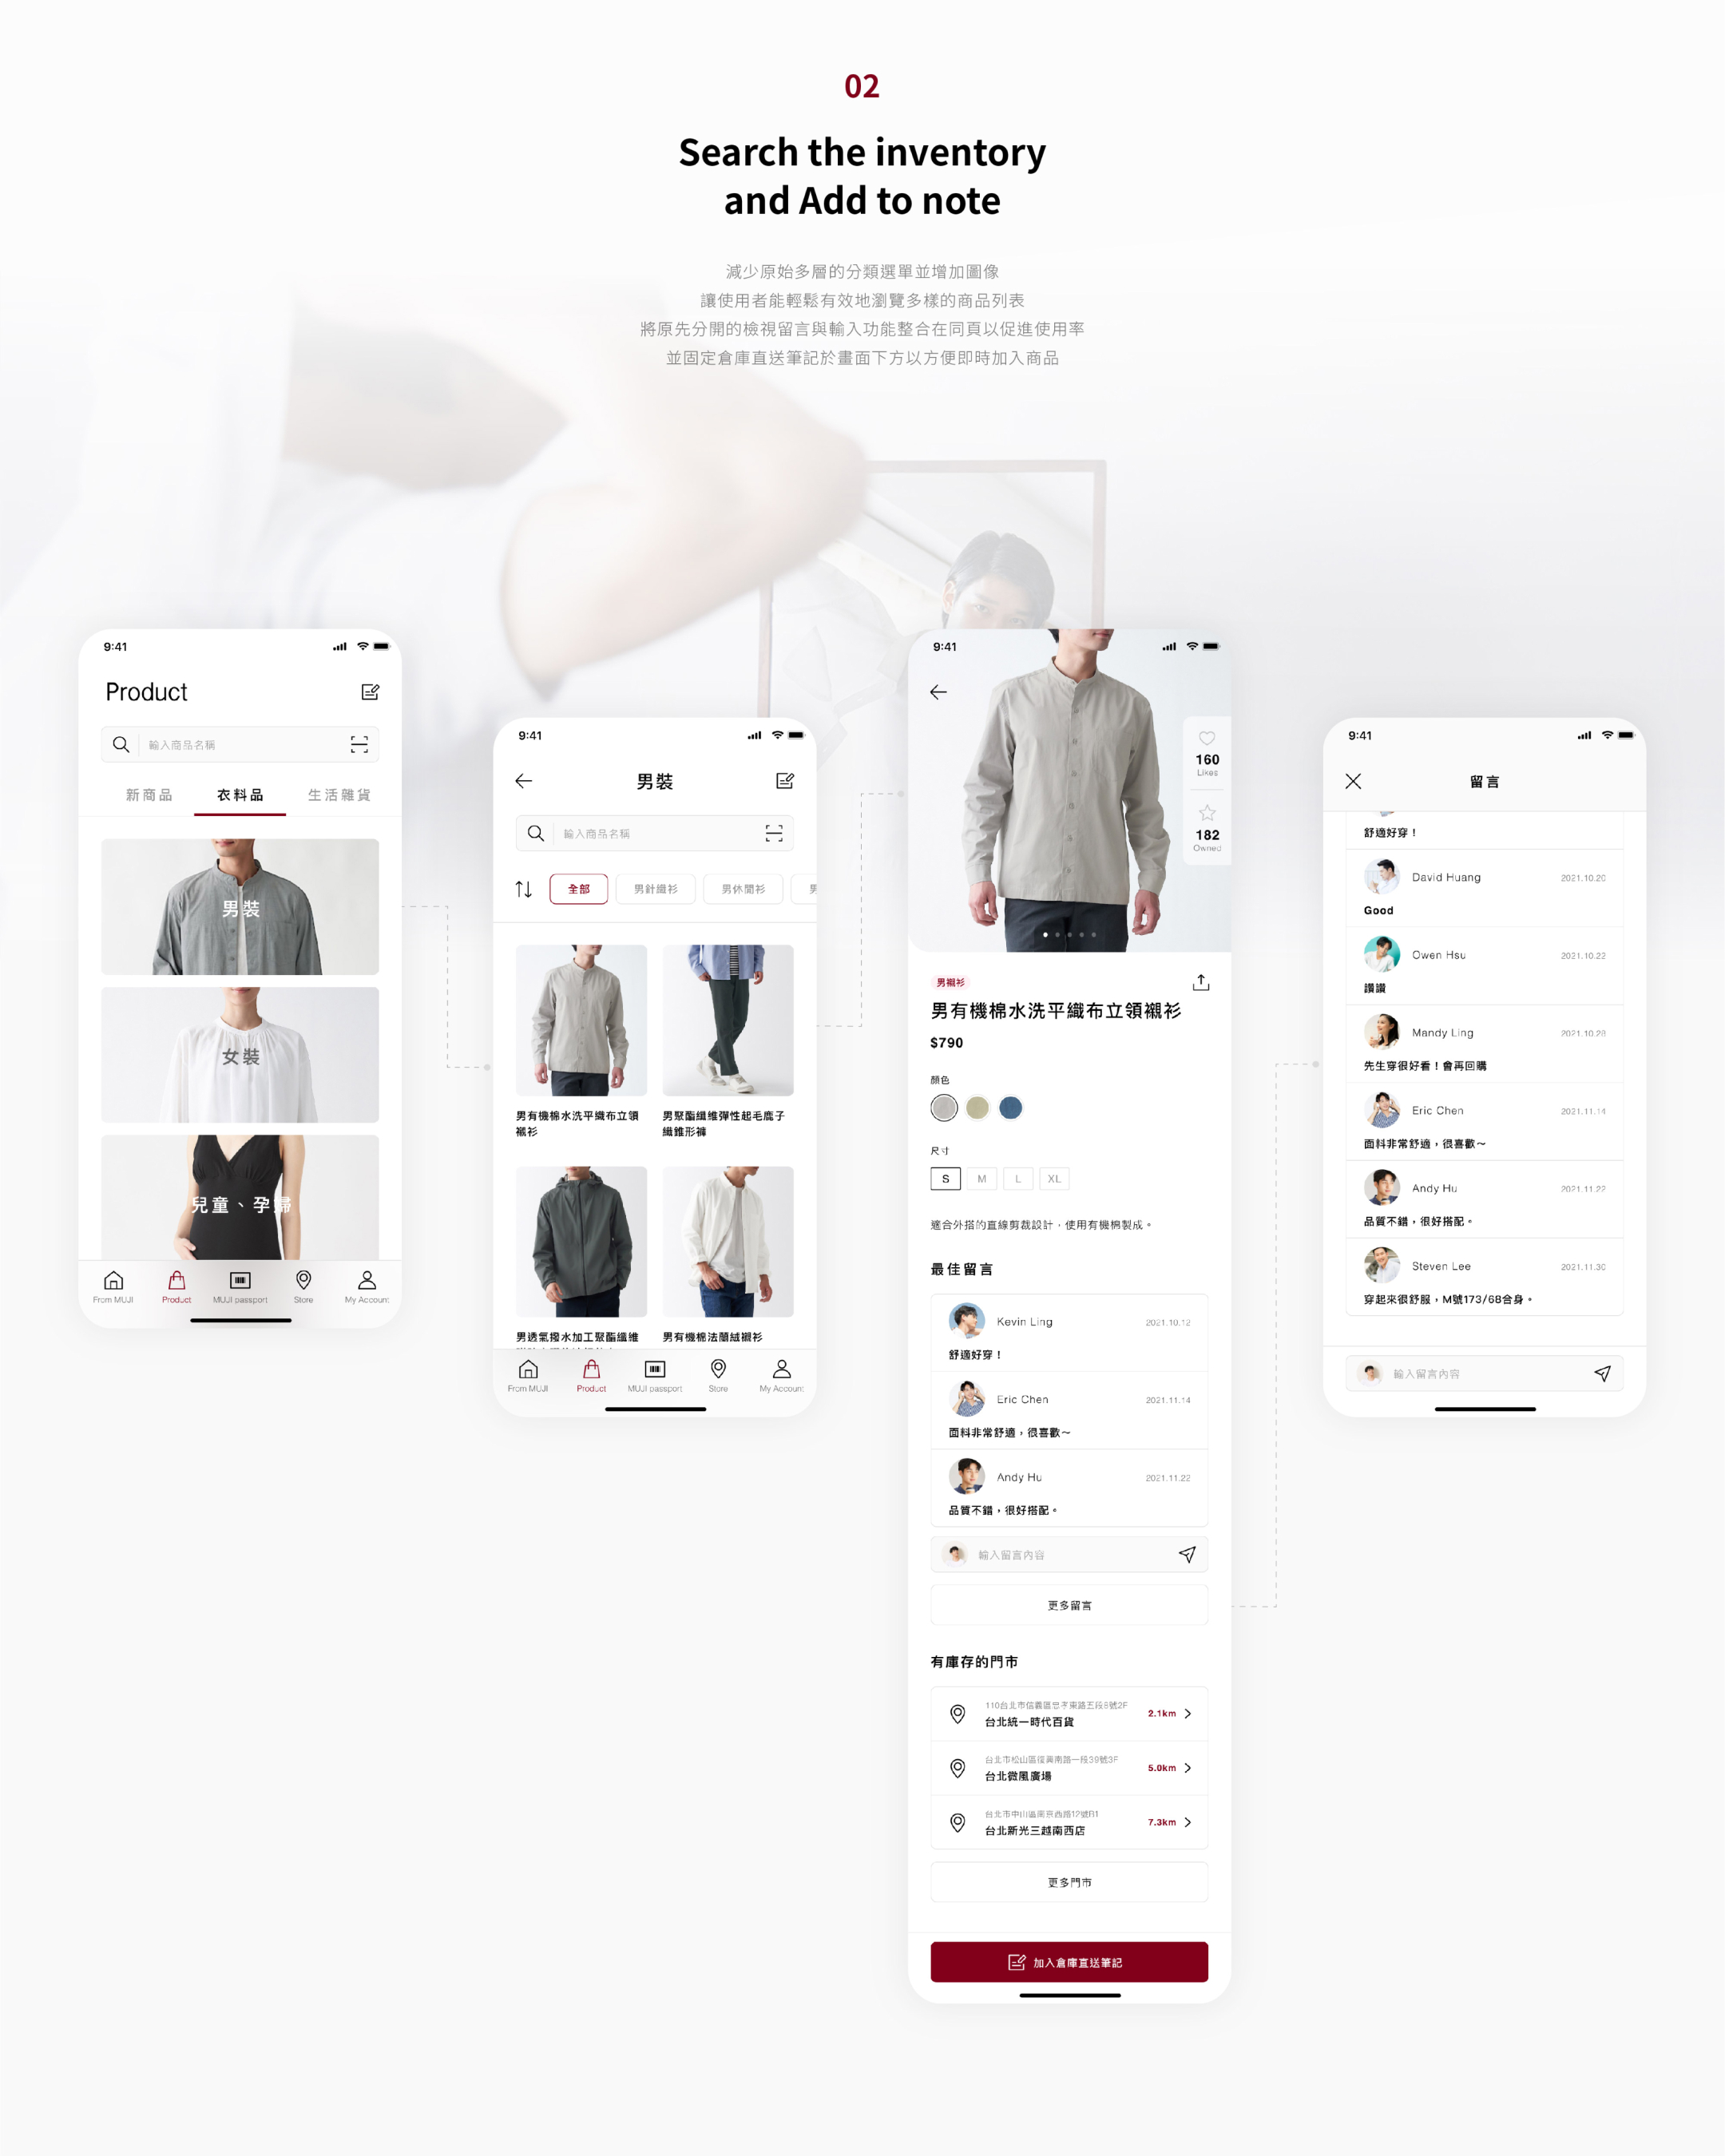 02
Search the inventory
and Add to note
減少原始多層的分類選單並增加圖像
讓使用者能輕鬆有效地瀏覽多樣的商品列表
將原先分開的檢視留言與輸入功能整合在同頁以促進使用率
並固定倉庫直送筆記於畫面下方以方便即時加入商品
9:41
Product
輸入商品名稱
新商品 衣料品 生活雜貨
男裝
女裝
兒童、孕婦
From MUJI Product MUJI passport Store My Account
9:41
男裝
輸入商品名稱
全部 男針織衫 男休閒衫 男
男有機棉水洗平織布立領
襯衫
男聚酯纖維彈性起毛鹿子
織錐形褲
男透氣撥水加工聚酯纖維
男有機棉法蘭絨襯衫
From MUJI Product MUJI passport Store My Account
9:41
160
Likes
182
Owned
男襯衫
男有機棉水洗平織布立領襯衫
$790
顏色
尺寸
S M L XL
適合外搭的直線剪裁設計，使用有機棉製成。
最佳留言
Kevin Ling 2021.10.12
舒適好穿！
Eric Chen 2021.11.14
面料非常舒適，很喜歡～
Andy Hu 2021.11.22
品質不錯，很好搭配。
輸入留言內容
更多留言
有庫存的門市
110台北市信義區忠孝東路五段8號2F
台北統一時代百貨
2.1km
台北市松山區復興南路一段39號3F
台北微風廣場
5.0km
台北市中山區南京西路12號B1
台北新光三越南西店
7.3km
更多門市
加入倉庫直送筆記
9:41
留言
舒適好穿！
David Huang 2021.10.20
Good
Owen Hsu 2021.10.22
讚讚
Mandy Ling 2021.10.28
先生穿很好看！會再回購
Eric Chen 2021.11.14
面料非常舒適，很喜歡～
Andy Hu 2021.11.22
品質不錯，很好搭配。
Steven Lee 2021.11.30
穿起來很舒服，M號173/68合身。
輸入留言內容